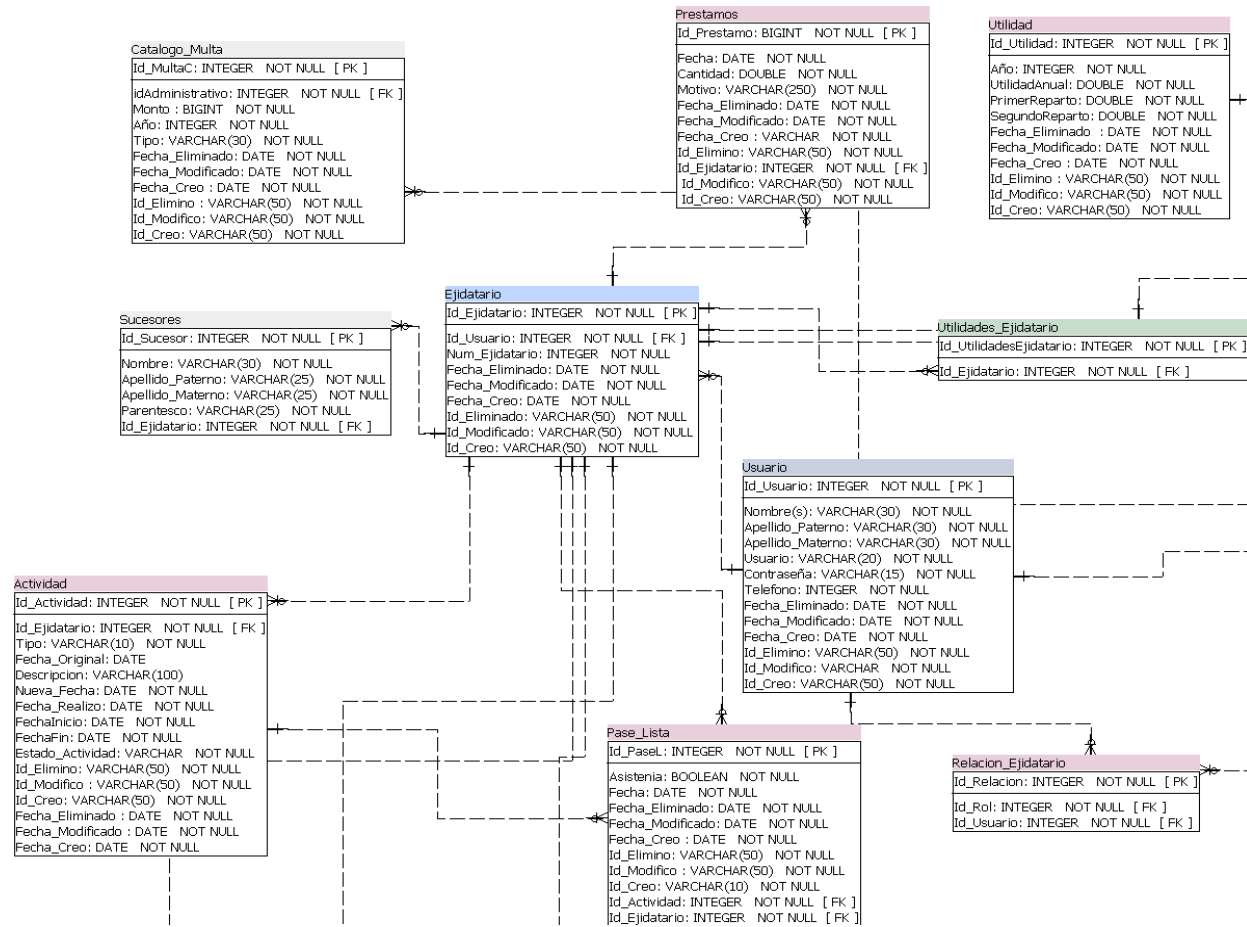 Catalogo_Multa
Id_MultaC: INTEGER NOT NULL [ PK ]
idAdministrativo: INTEGER NOT NULL [ FK ]
Monto : BIGINT NOT NULL
Año: INTEGER NOT NULL
Tipo: VARCHAR(30) NOT NULL
Fecha_Eliminado: DATE NOT NULL
Fecha_Modificado: DATE NOT NULL
Fecha_Creo : DATE NOT NULL
Id_Elimino : VARCHAR(50) NOT NULL
Id_Modifico : VARCHAR(50) NOT NULL
Id_Creo: VARCHAR(50) NOT NULL
Prestamos
Id_Prestamo: BIGINT NOT NULL [ PK ]
Fecha: DATE NOT NULL
Cantidad: DOUBLE NOT NULL
Motivo: VARCHAR(250) NOT NULL
Fecha_Eliminado: DATE NOT NULL
Fecha_Modificado: DATE NOT NULL
Fecha_Creo : VARCHAR NOT NULL
Id_Elimino: VARCHAR(50) NOT NULL
Id_Ejidatario: INTEGER NOT NULL [ FK ]
Id_Modifico: VARCHAR(50) NOT NULL
Id_Creo: VARCHAR(50) NOT NULL
Utilidad
Id_Utilidad: INTEGER NOT NULL [ PK ]
Año: INTEGER NOT NULL
UtilidadAnual: DOUBLE NOT NULL
PrimerReparto: DOUBLE NOT NULL
SegundoReparto: DOUBLE NOT NULL
Fecha_Eliminado : DATE NOT NULL
Fecha_Modificado: DATE NOT NULL
Fecha_Creo : DATE NOT NULL
Id_Elimino : VARCHAR(50) NOT NULL
Id_Modifico: VARCHAR(50) NOT NULL
Id_Creo: VARCHAR(50) NOT NULL
Sucesores
Id_Sucesor: INTEGER NOT NULL [ PK ]
Nombre: VARCHAR(30) NOT NULL
Apellido_Paterno: VARCHAR(25) NOT NULL
Apellido_Materno: VARCHAR(25) NOT NULL
Parentesco: VARCHAR(25) NOT NULL
Id_Ejidatario: INTEGER NOT NULL [ FK ]
Ejidatario
Id_Ejidatario: INTEGER NOT NULL [ PK ]
Id_Usuario: INTEGER NOT NULL [ FK ]
Num_Ejidatario: INTEGER NOT NULL
Fecha_Eliminado: DATE NOT NULL
Fecha_Modificado: DATE NOT NULL
Fecha_Creo: DATE NOT NULL
Id_Eliminado: VARCHAR(50) NOT NULL
Id_Modificado: VARCHAR(50) NOT NULL
Id_Creo: VARCHAR(50) NOT NULL
Utilidades_Ejidatario
Id_UtilidadesEjidatario: INTEGER NOT NULL [ PK ]
Id_Ejidatario: INTEGER NOT NULL [ FK ]
Usuario
Id_Usuario: INTEGER NOT NULL [ PK ]
Nombre(s): VARCHAR(30) NOT NULL
Apellido_Paterno: VARCHAR(30) NOT NULL
Apellido_Materno: VARCHAR(30) NOT NULL
Usuario: VARCHAR(20) NOT NULL
Contraseña: VARCHAR(15) NOT NULL
Telefono: INTEGER NOT NULL
Fecha_Eliminado: DATE NOT NULL
Fecha_Modificado: DATE NOT NULL
Fecha_Creo: DATE NOT NULL
Id_Elimino: VARCHAR(50) NOT NULL
Id_Modifico: VARCHAR NOT NULL
Id_Creo: VARCHAR(50) NOT NULL
Actividad
Id_Actividad: INTEGER NOT NULL [ PK ]
Id_Ejidatario: INTEGER NOT NULL [ FK ]
Tipo: VARCHAR(10) NOT NULL
Fecha_Original: DATE
Descripcion: VARCHAR(100)
Nueva_Fecha: DATE NOT NULL
Fecha_Realizo: DATE NOT NULL
FechaInicio: DATE NOT NULL
FechaFin: DATE NOT NULL
Estado_Actividad: VARCHAR NOT NULL
Id_Elimino: VARCHAR(50) NOT NULL
Id_Modifico : VARCHAR(50) NOT NULL
Id_Creo: VARCHAR(50) NOT NULL
Fecha_Eliminado : DATE NOT NULL
Fecha_Modificado : DATE NOT NULL
Fecha_Creo: DATE NOT NULL
Pase_Lista
Id_PaseL: INTEGER NOT NULL [ PK ]
Asistenia: BOOLEAN NOT NULL
Fecha: DATE NOT NULL
Fecha_Eliminado: DATE NOT NULL
Fecha_Modificado: DATE NOT NULL
Fecha_Creo : DATE NOT NULL
Id_Elimino: VARCHAR(50) NOT NULL
Id_Modifico : VARCHAR(50) NOT NULL
Id_Creo: VARCHAR(10) NOT NULL
Id_Actividad: INTEGER NOT NULL [ FK ]
Id_Ejidatario: INTEGER NOT NULL [ FK ]
Relacion_Ejidatario
Id_Relacion: INTEGER NOT NULL [ PK ]
Id_Rol: INTEGER NOT NULL [ FK ]
Id_Usuario: INTEGER NOT NULL [ FK ]